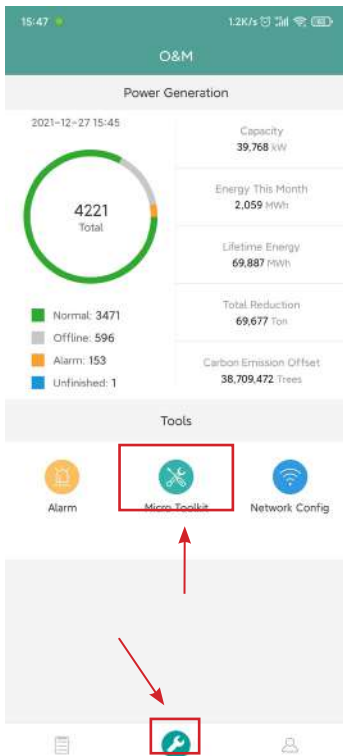 15:47
1.2K/s
O&M
Power Generation
2021-12-27 15:45
4221
Total
Normal: 3471
Offline: 596
Alarm: 153
Unfinished: 1
Capacity
39,768 kW
Energy This Month
2,059 MWh
Lifetime Energy
69,887 MWh
Total Reduction
69,677 Ton
Carbon Emission Offset
38,709,472 Trees
Tools
Alarm
Micro Toolkit
Network Config